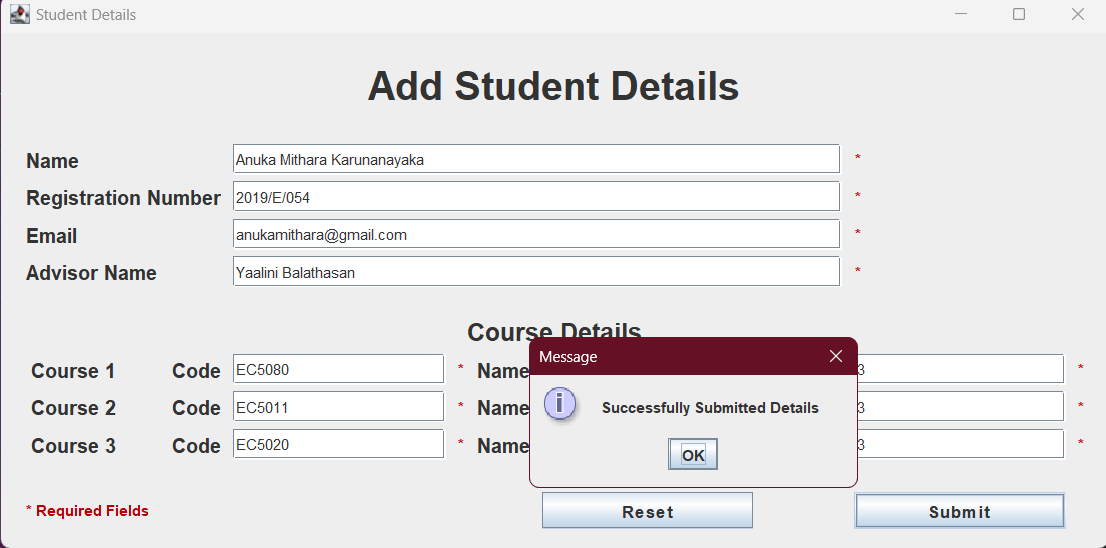 Student Details
Add Student Details
Name Anuka Mithara Karunanayaka *
Registration Number 2019/E/054 *
Email anukamithara@gmail.com *
Advisor Name Yaalini Balathasan *
Course Details
Message
Course 1 Code EC5080 * Name 3 *
Course 2 Code EC5011 * Name Successfully Submitted Details 3 *
Course 3 Code EC5020 * Name OK 3 *
* Required Fields Reset Submit